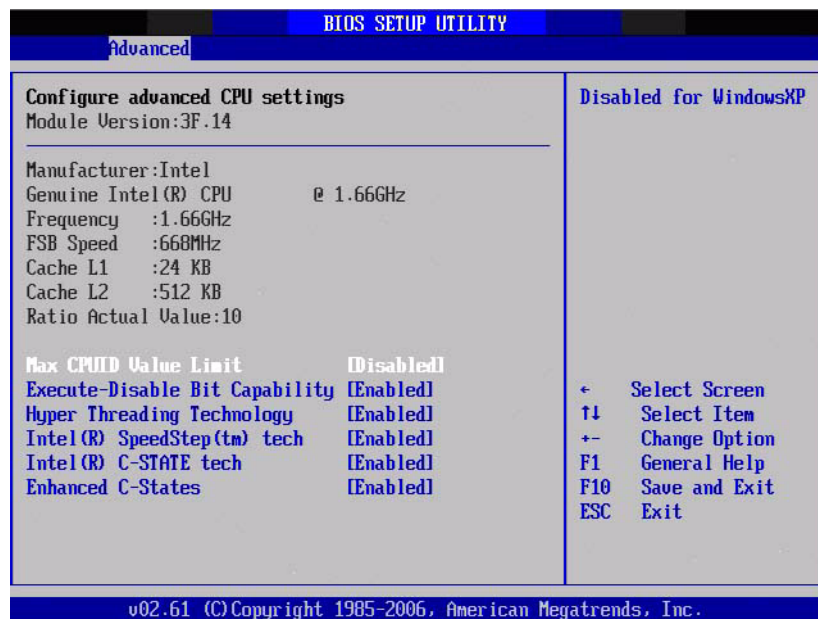 BIOS SETUP UTILITY
Advanced
Configure advanced CPU settings
Module Version:3F.14
Manufacturer:Intel
Genuine Intel(R) CPU @ 1.66GHz
Frequency :1.66GHz
FSB Speed :668MHz
Cache L1 :24 KB
Cache L2 :512 KB
Ratio Actual Value:10
Max CPUID Value Limit [Disabled]
Execute-Disable Bit Capability [Enabled]
Hyper Threading Technology [Enabled]
Intel(R) SpeedStep(tm) tech [Enabled]
Intel(R) C-STATE tech [Enabled]
Enhanced C-States [Enabled]
Disabled for WindowsXP
← Select Screen
↑↓ Select Item
+- Change Option
F1 General Help
F10 Save and Exit
ESC Exit
v02.61 (C)Copyright 1985-2006, American Megatrends, Inc.